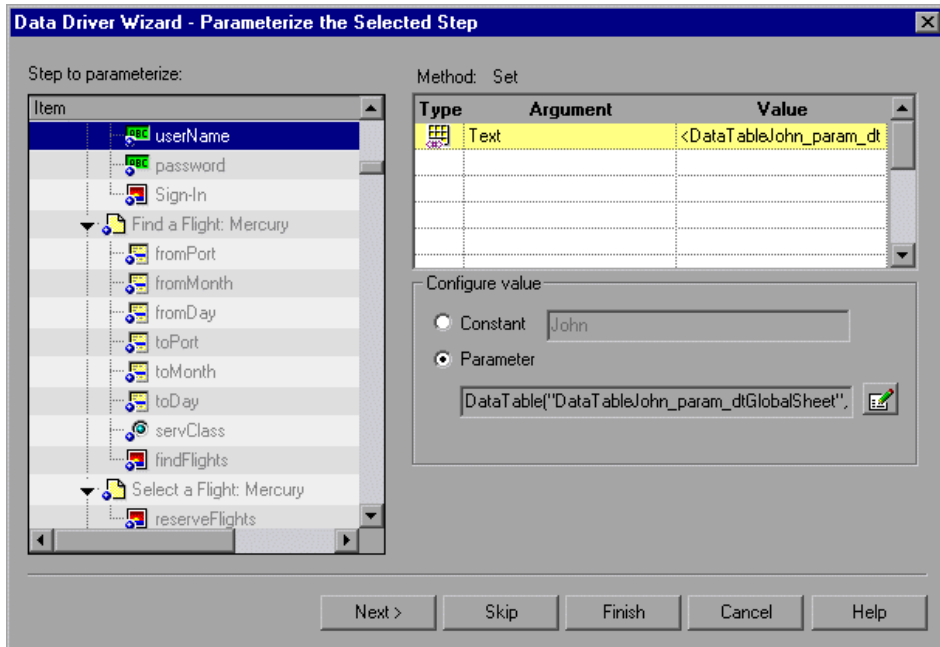 Data Driver Wizard - Parameterize the Selected Step
Step to parameterize:
Item
userName
password
Sign-In
Find a Flight: Mercury
fromPort
fromMonth
fromDay
toPort
toMonth
toDay
servClass
findFlights
Select a Flight: Mercury
reserveFlights
Method: Set
Type Argument Value
Text <DataTableJohn_param_dt
Configure value
Constant John
Parameter
DataTable("DataTableJohn_param_dtGlobalSheet",
Next > Skip Finish Cancel Help